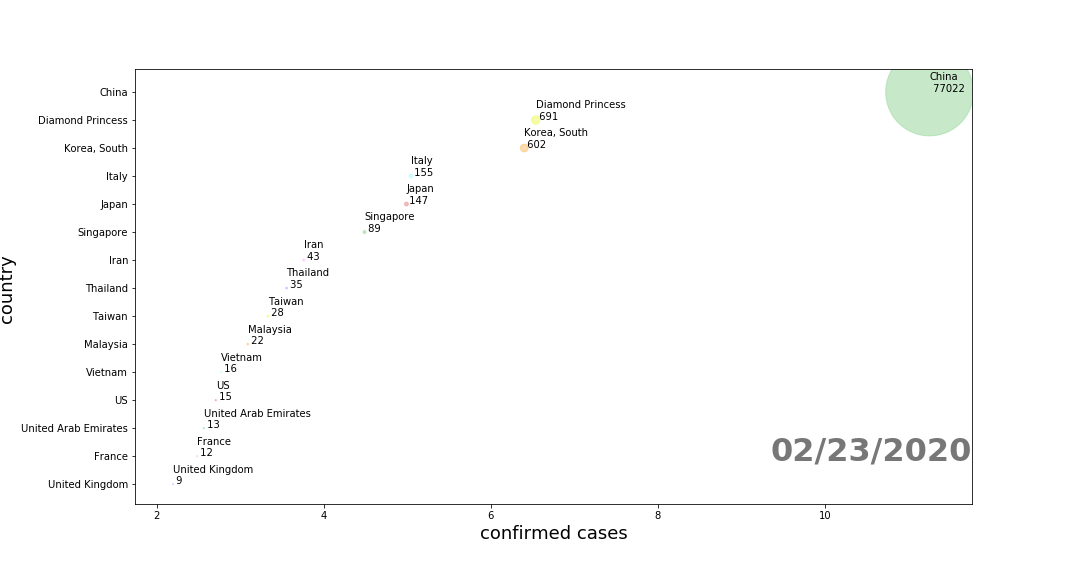 China
China
77022
Diamond Princess
Diamond Princess
691
Korea, South
Korea, South
602
Italy
Italy
155
Japan
Japan
147
Singapore
Singapore
89
Iran
Iran
43
Thailand
Thailand
35
Taiwan
Taiwan
28
Malaysia
Malaysia
22
Vietnam
Vietnam
16
US
US
15
United Arab Emirates
United Arab Emirates
13
France
France
12
02/23/2020
United Kingdom
United Kingdom
9
country
2 4 6 8 10
confirmed cases